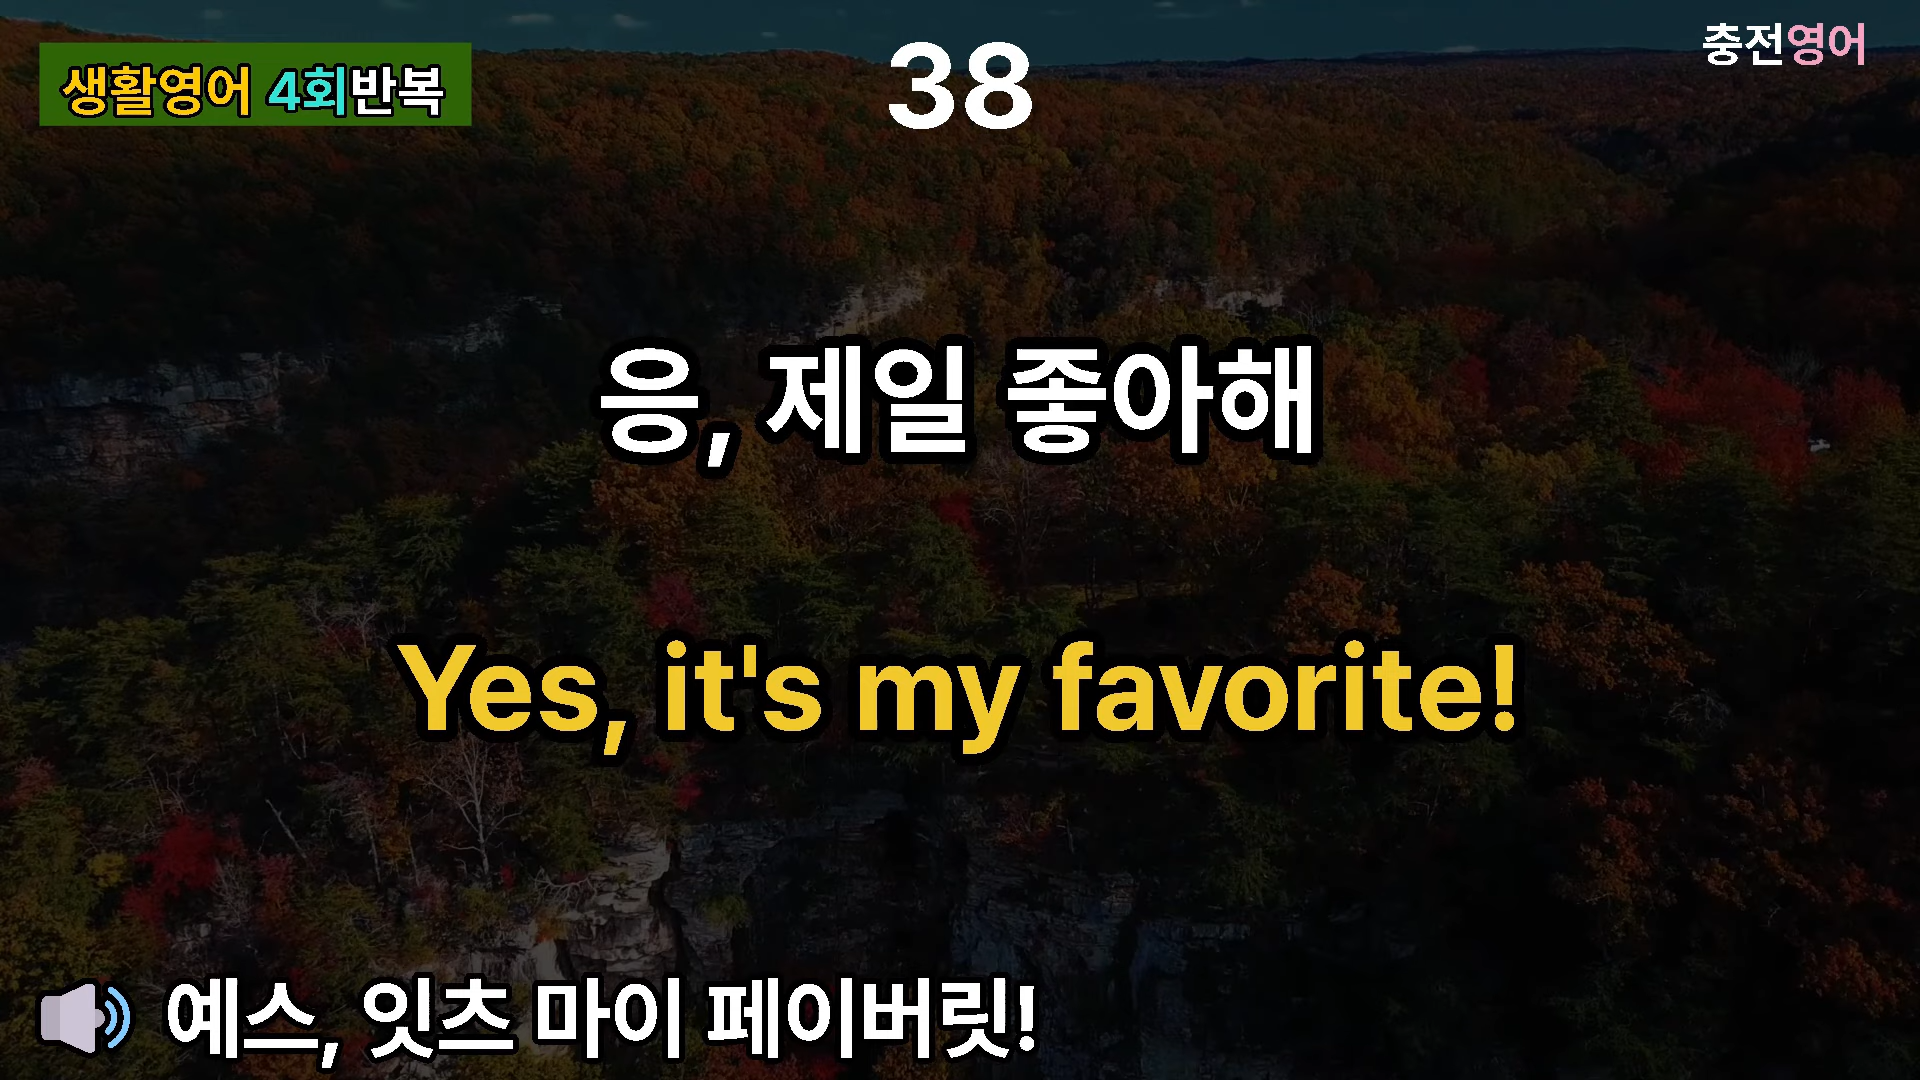 생활영어 4회반복
38
충전영어
응, 제일 좋아해
Yes, it's my favorite!
예스, 잇츠 마이 페이버릿!